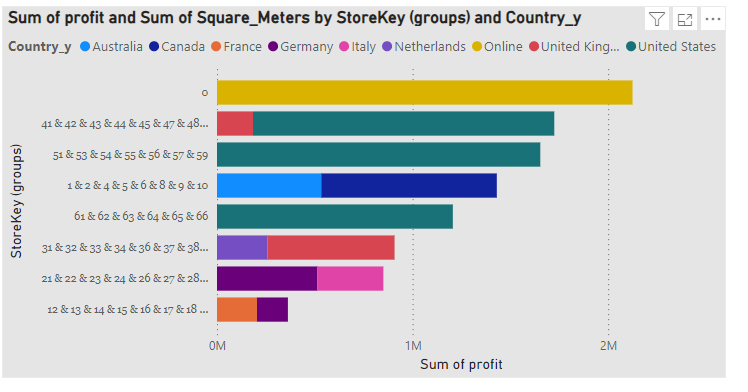 Sum of profit and Sum of Square_Meters by StoreKey (groups) and Country_y
Country_y Australia Canada France Germany Italy Netherlands Online United King... United States
StoreKey (groups)
0
41 & 42 & 43 & 44 & 45 & 47 & 48...
51 & 53 & 54 & 55 & 56 & 57 & 59
1 & 2 & 4 & 5 & 6 & 8 & 9 & 10
61 & 62 & 63 & 64 & 65 & 66
31 & 32 & 33 & 34 & 36 & 37 & 38...
21 & 22 & 23 & 24 & 26 & 27 & 28...
12 & 13 & 14 & 15 & 16 & 17 & 18 ...
0M 1M 2M
Sum of profit